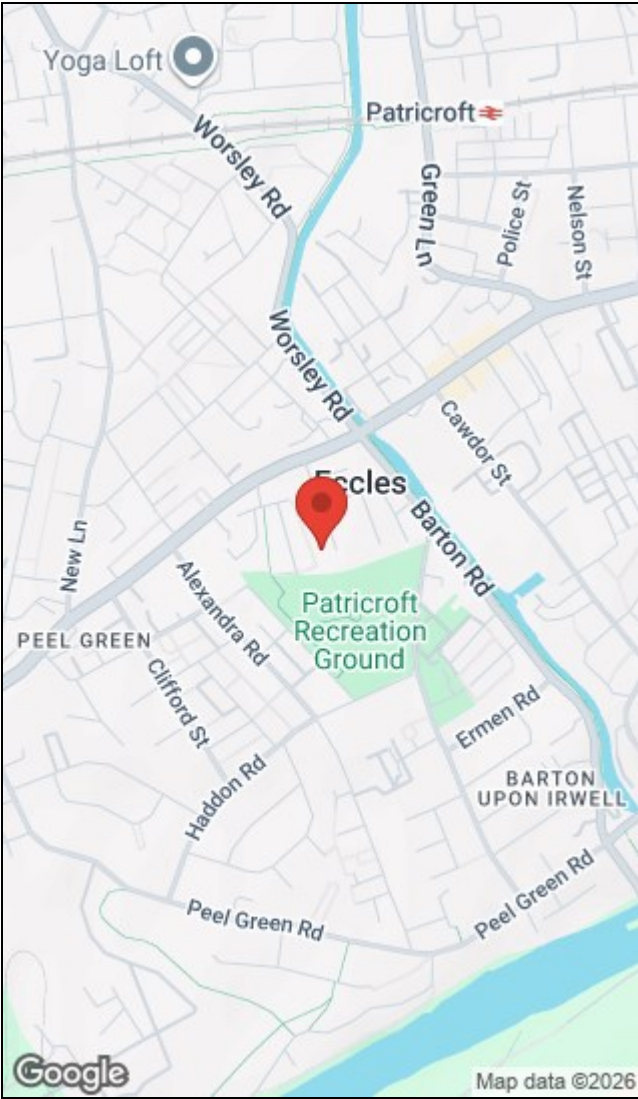 Yoga Loft
Patricroft
Worsley Rd
Green Ln
Police St
Nelson St
Worsley Rd
Cawdor St
Eccles
Barton Rd
New Ln
Alexandra Rd
Patricroft
Recreation
Ground
PEEL GREEN
Clifford St
Ermen Rd
Haddon Rd
BARTON
UPON IRWELL
Peel Green Rd
Peel Green Rd
Google
Map data ©2026